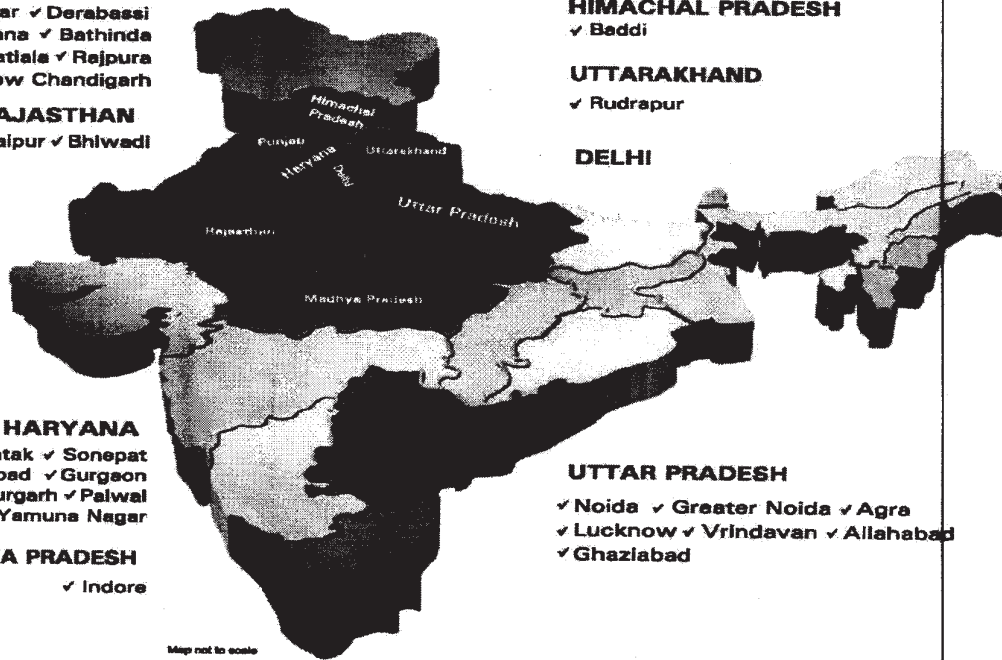 ar ✓ Derabassi
ana ✓ Bathinda
atiala ✓ Rajpura
ew Chandigarh
AJASTHAN
aipur ✓ Bhiwadi
HARYANA
htak ✓ Sonepat
bad ✓ Gurgaon
urgarh ✓ Palwal
Yamuna Nagar
A PRADESH
✓ Indore
Himachal
Pradesh
Punjab
Haryana
Uttarakhand
Delhi
Uttar Pradesh
Rajasthan
Madhya Pradesh
Map not to scale
HIMACHAL PRADESH
✓ Baddi
UTTARAKHAND
✓ Rudrapur
DELHI
UTTAR PRADESH
✓ Noida ✓ Greater Noida ✓ Agra
✓ Lucknow ✓ Vrindavan ✓ Allahabad
✓ Ghaziabad